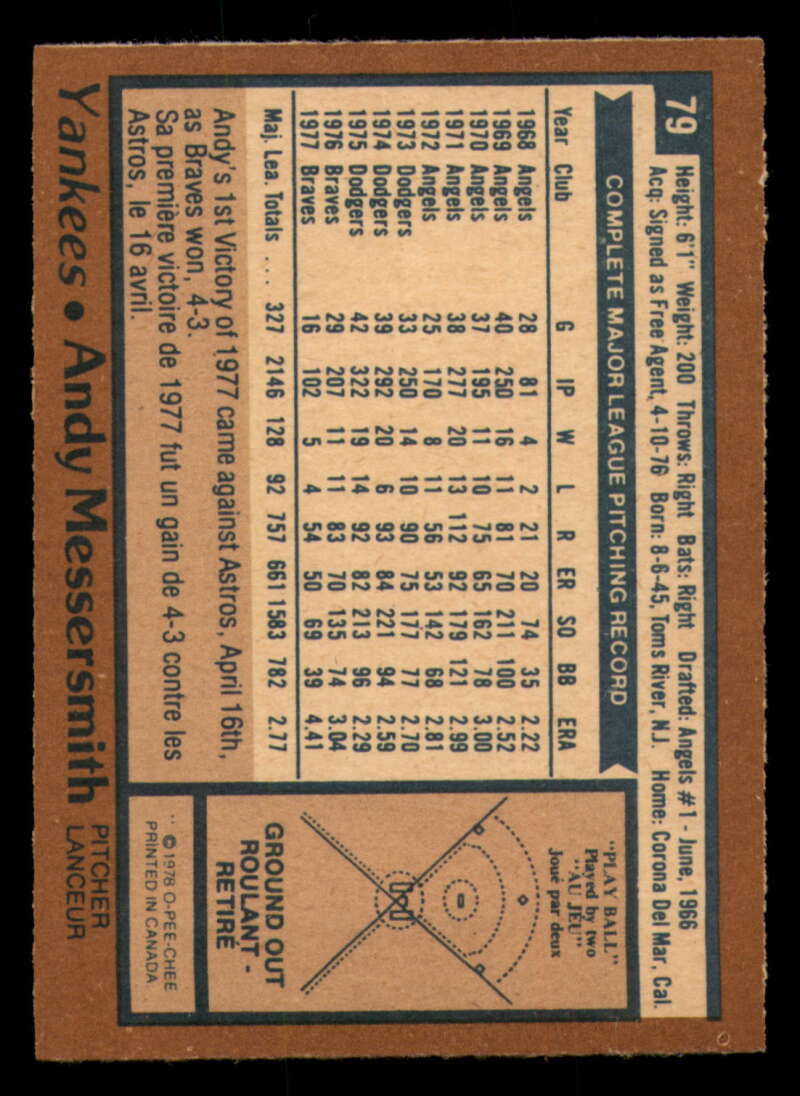 79
Height: 6'1" Weight: 200 Throws: Right Bats: Right Drafted: Angels #1 - June, 1966
Acq: Signed as Free Agent, 4-10-76 Born: 8-6-45, Toms River, N.J. Home: Corona Del Mar, Cal.
COMPLETE MAJOR LEAGUE PITCHING RECORD
Year Club G IP W L R ER SO BB ERA
1968 Angels 28 81 4 2 21 20 74 35 2.22
1969 Angels 40 250 16 11 81 70 211 100 2.52
1970 Angels 37 195 11 10 75 65 162 78 3.00
1971 Angels 38 277 20 13 112 92 179 121 2.99
1972 Angels 25 170 8 11 56 53 142 68 2.81
1973 Dodgers 33 250 14 10 90 75 177 77 2.70
1974 Dodgers 39 292 20 6 93 84 221 94 2.59
1975 Dodgers 42 322 19 14 92 82 213 96 2.29
1976 Braves 29 207 11 11 83 70 135 74 3.04
1977 Braves 16 102 5 4 54 50 69 39 4.41
Maj. Lea. Totals ... 327 2146 128 92 757 661 1583 782 2.77
Andy's 1st Victory of 1977 came against Astros, April 16th,
as Braves won, 4-3.
Sa première victoire de 1977 fut un gain de 4-3 contre les
Astros, le 16 avril.
"PLAY BALL"
Played by two
"AU JEU"
Joué par deux
GROUND OUT
ROULANT -
RETIRÉ
** © 1978 O-PEE-CHEE
PRINTED IN CANADA
Yankees • Andy Messersmith
PITCHER
LANCEUR